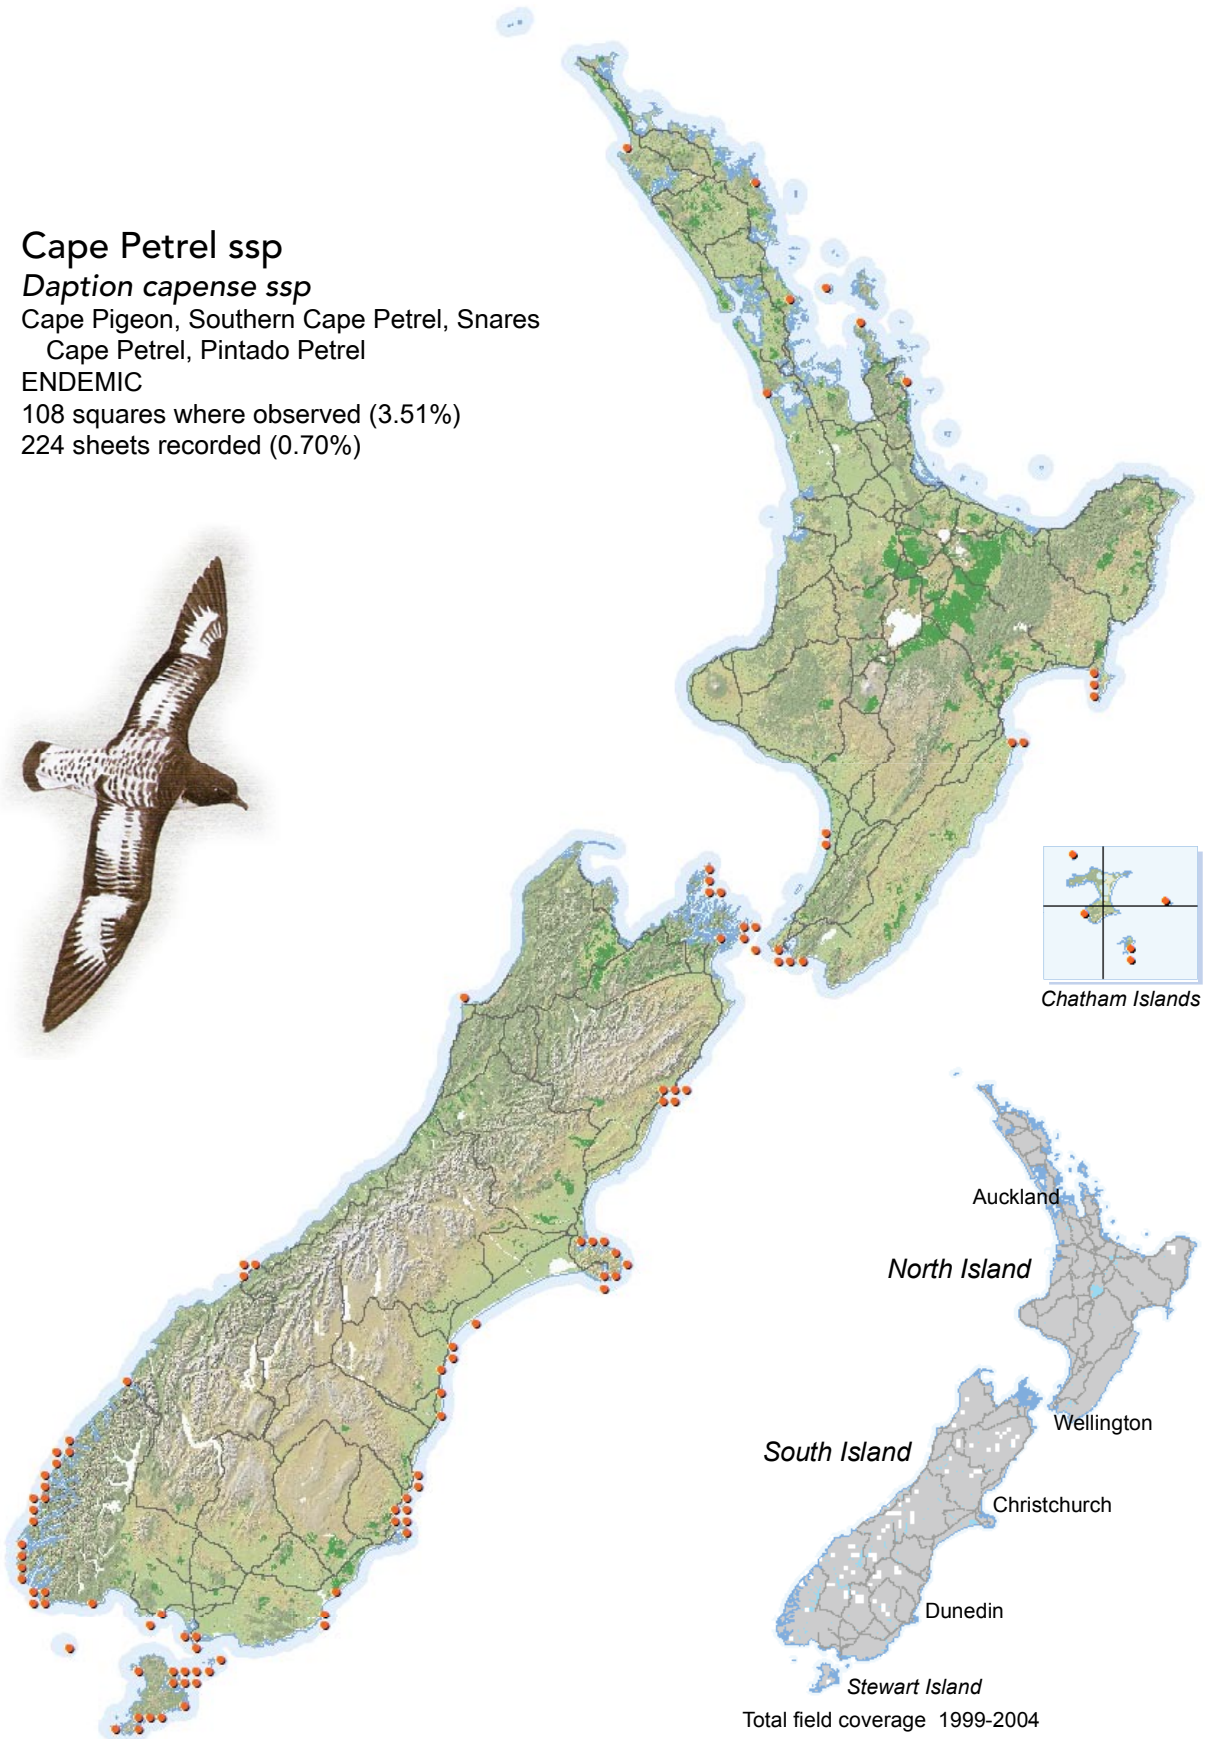 Cape Petrel ssp
Daption capense ssp
Cape Pigeon, Southern Cape Petrel, Snares
Cape Petrel, Pintado Petrel
ENDEMIC
108 squares where observed (3.51%)
224 sheets recorded (0.70%)
Chatham Islands
Auckland
North Island
Wellington
South Island
Christchurch
Dunedin
Stewart Island
Total field coverage 1999-2004